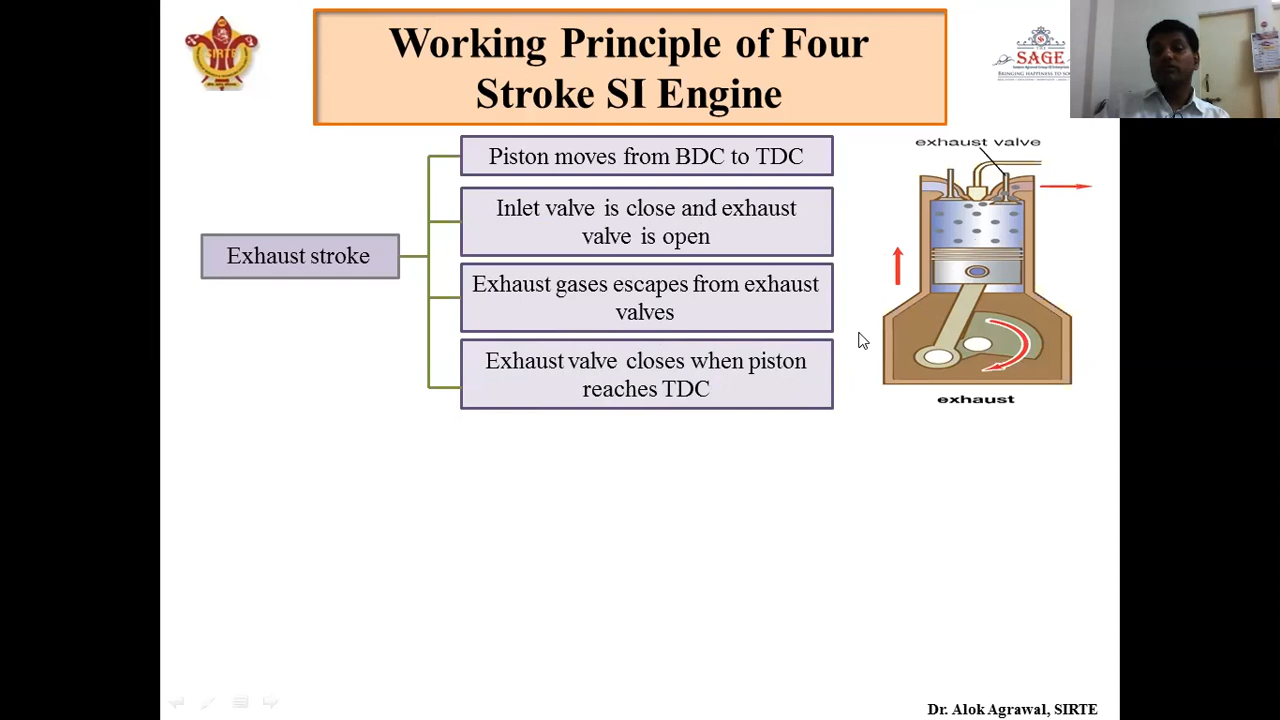 Working Principle of Four
Stroke SI Engine
SIRTE
SAGE
exhaust valve
Piston moves from BDC to TDC
Inlet valve is close and exhaust
valve is open
Exhaust stroke
Exhaust gases escapes from exhaust
valves
Exhaust valve closes when piston
reaches TDC
exhaust
Dr. Alok Agrawal, SIRTE